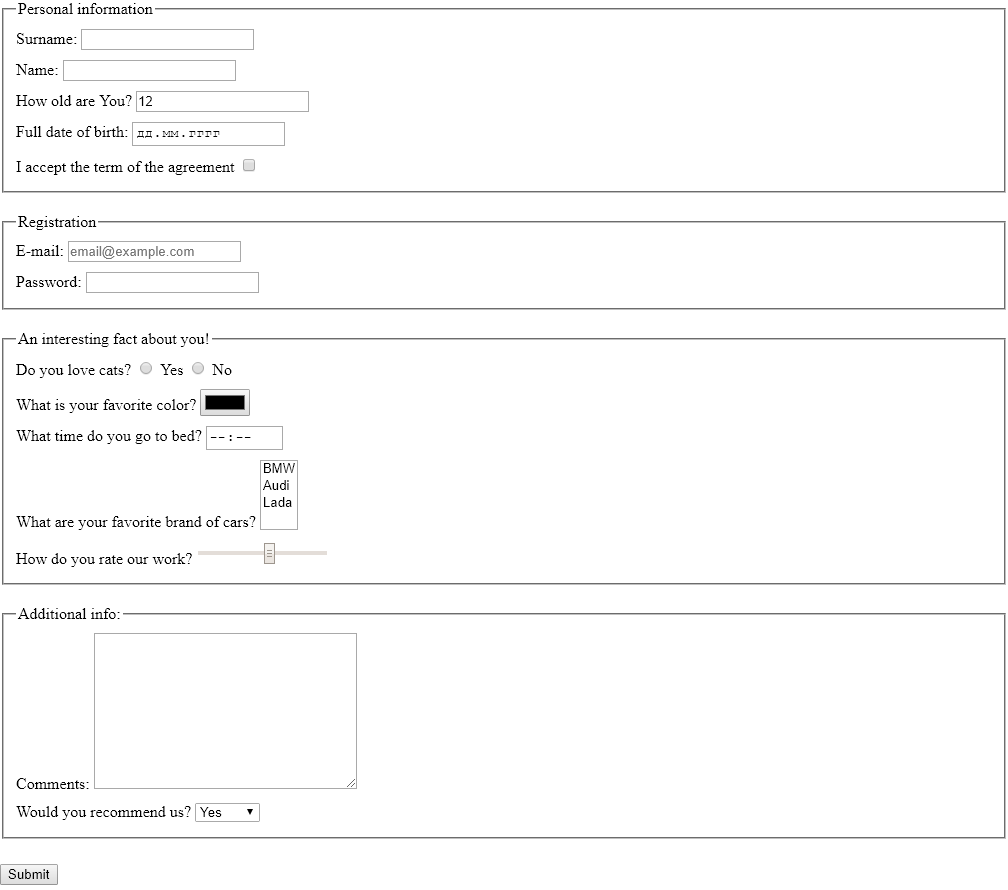 Personal information
Surname:
Name:
How old are You? 12
Full date of birth: дд.мм.гггг
I accept the term of the agreement
Registration
E-mail: email@example.com
Password:
An interesting fact about you!
Do you love cats? Yes No
What is your favorite color?
What time do you go to bed? --:--
BMW
Audi
Lada
What are your favorite brand of cars?
How do you rate our work?
Additional info:
Comments:
Would you recommend us? Yes
Submit